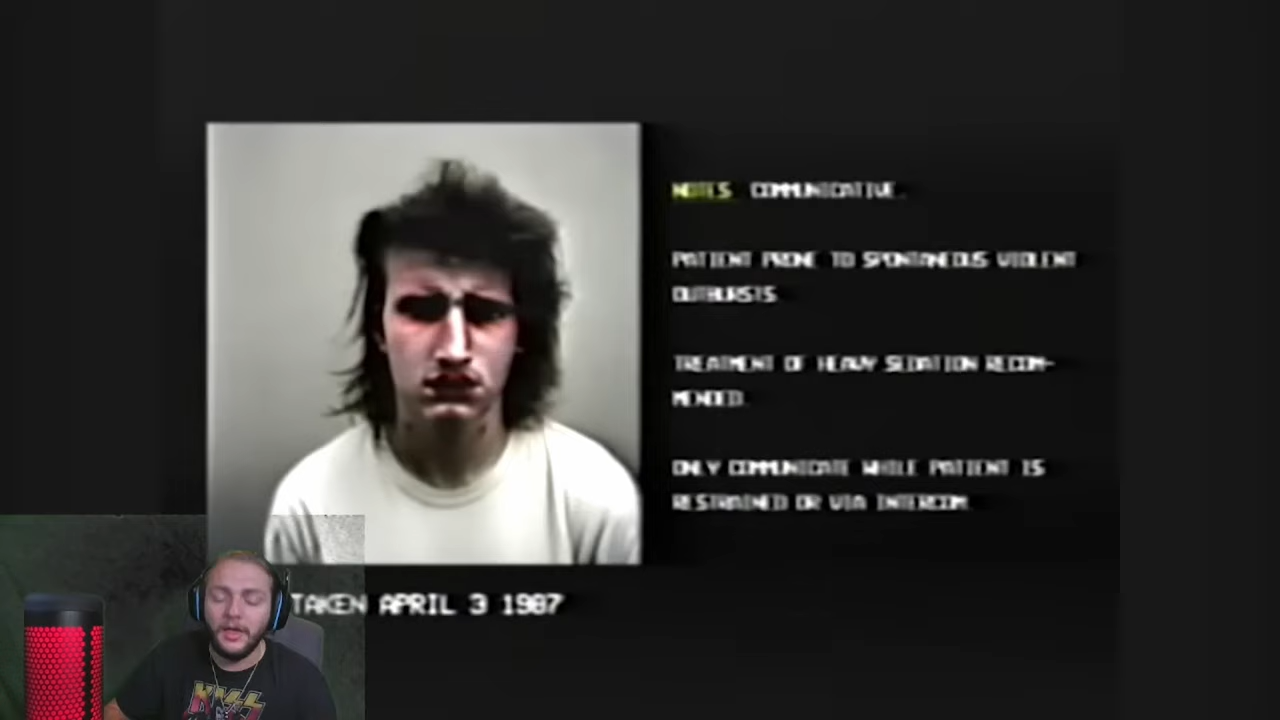 NOTES COMMUNICATIVE.
PATIENT PRONE TO SPONTANEOUS VIOLENT
OUTBURSTS
TREATMENT OF HEAVY SEDATION RECOM-
MENDED.
ONLY COMMUNICATE WHILE PATIENT IS
RESTRAINED OR VIA INTERCOM.
TAKEN APRIL 3 1987
KISS